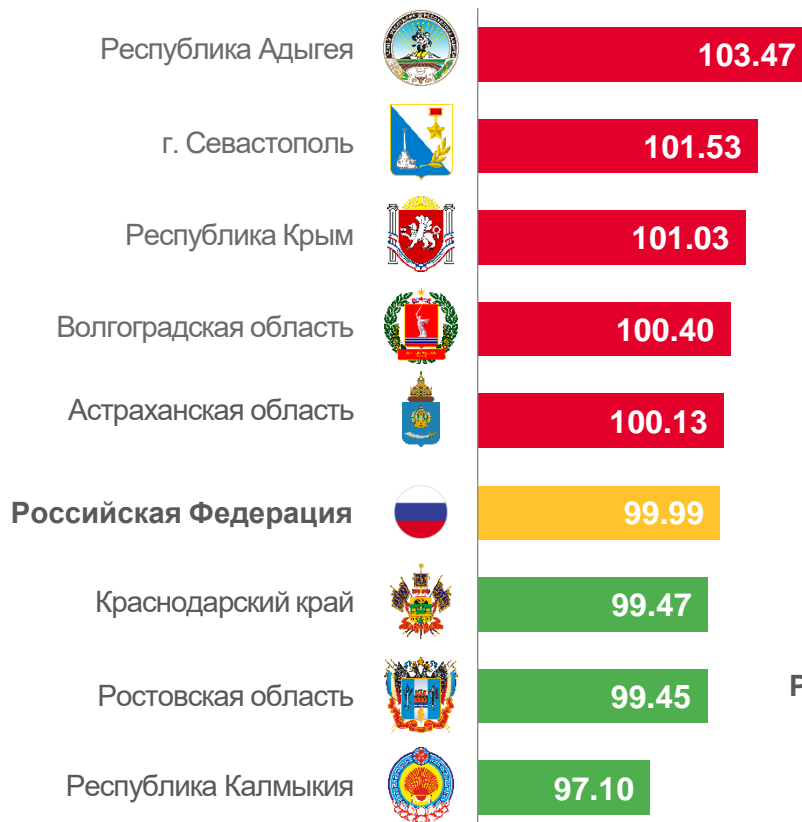 Республика Адыгея 103.47
г. Севастополь 101.53
Республика Крым 101.03
Волгоградская область 100.40
Астраханская область 100.13
Российская Федерация 99.99
Краснодарский край 99.47
Ростовская область 99.45
Р
Республика Калмыкия 97.10